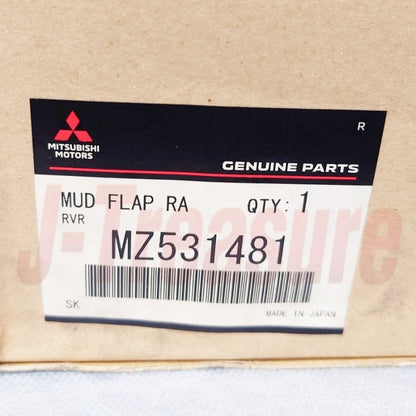 R
MITSUBISHI
MOTORS
GENUINE PARTS
MUD FLAP RA QTY: 1
RVR
MZ531481
SK
MADE IN JAPAN
J-Treasure